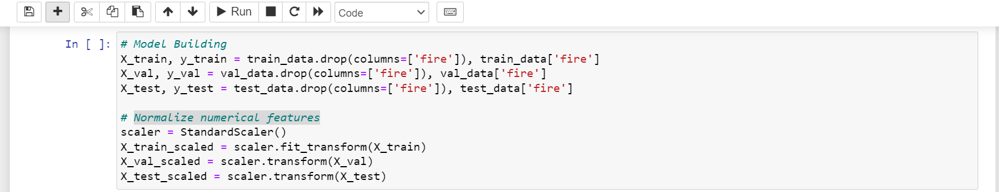 Run
Code
In [ ]:
# Model Building
X_train, y_train = train_data.drop(columns=['fire']), train_data['fire']
X_val, y_val = val_data.drop(columns=['fire']), val_data['fire']
X_test, y_test = test_data.drop(columns=['fire']), test_data['fire']
# Normalize numerical features
scaler = StandardScaler()
X_train_scaled = scaler.fit_transform(X_train)
X_val_scaled = scaler.transform(X_val)
X_test_scaled = scaler.transform(X_test)